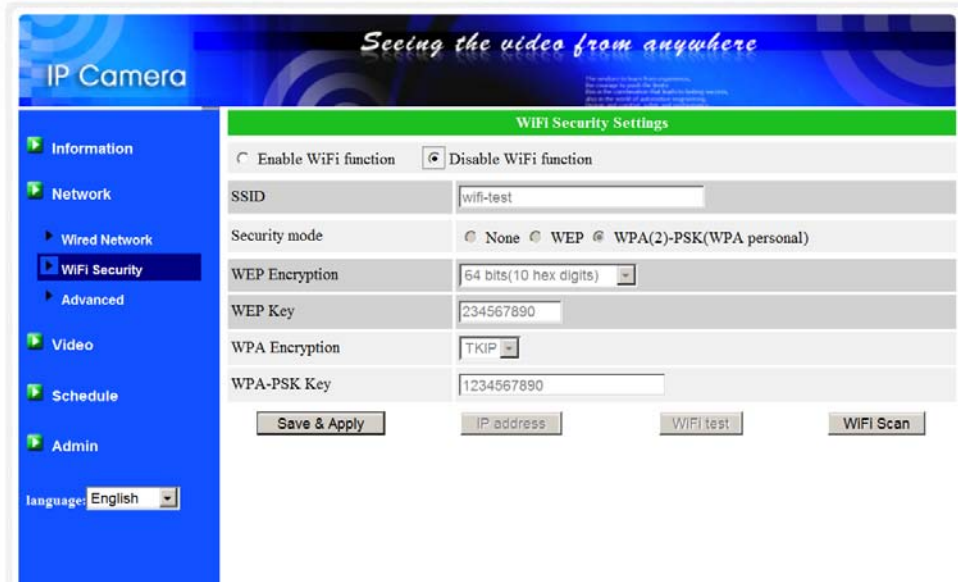 Seeing the video from anywhere
IP Camera
WiFi Security Settings
Information
Network
Wired Network
WiFi Security
Advanced
Video
Schedule
Admin
language: English
Enable WiFi function Disable WiFi function
SSID wifi-test
Security mode None WEP WPA(2)-PSK(WPA personal)
WEP Encryption 64 bits(10 hex digits)
WEP Key 234567890
WPA Encryption TKIP
WPA-PSK Key 1234567890
Save & Apply IP address WiFi test WiFi Scan